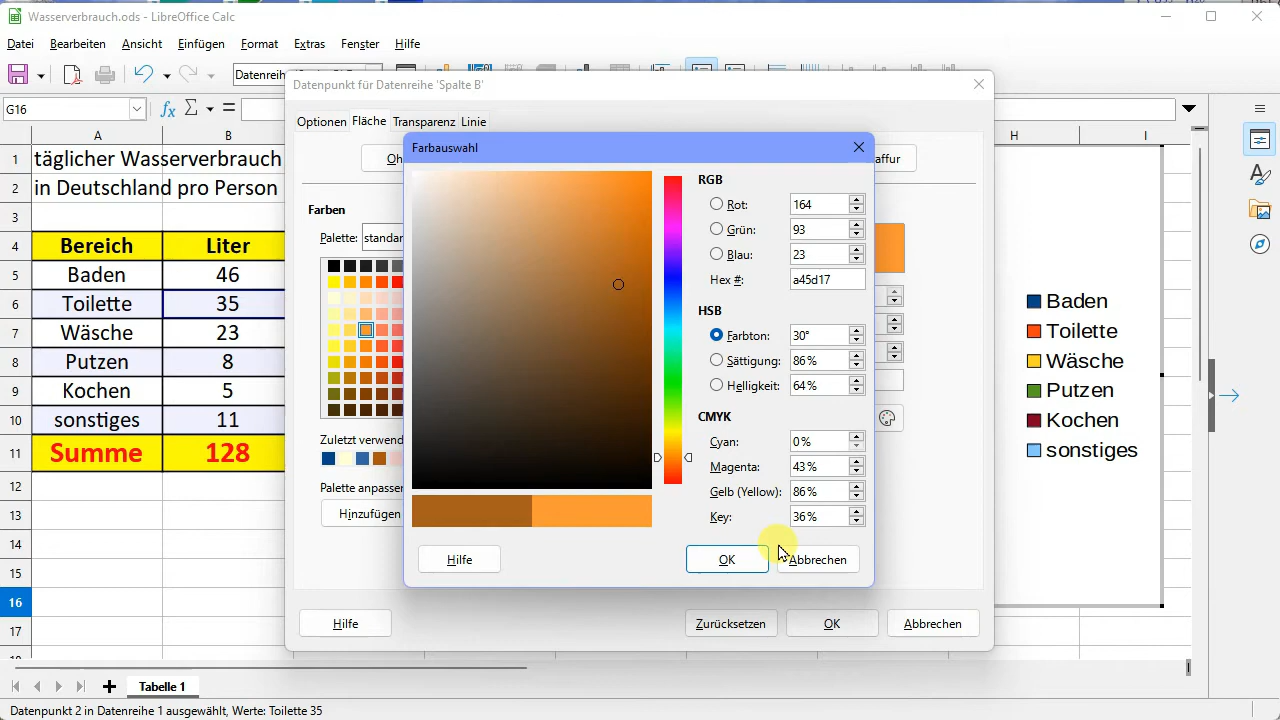 Wasserverbrauch.ods - LibreOffice Calc
Datei Bearbeiten Ansicht Einfügen Format Extras Fenster Hilfe
Datenreih
Datenpunkt für Datenreihe 'Spalte B'
G16
Optionen Fläche Transparenz Linie
Farbauswahl
A B H I
Oh
affur
1 täglicher Wasserverbrauch
2 in Deutschland pro Person
3
4 Bereich Liter
5 Baden 46
6 Toilette 35
7 Wäsche 23
8 Putzen 8
9 Kochen 5
10 sonstiges 11
11 Summe 128
12
13
14
15
16
17
Farben
Palette: standar
Zuletzt verwend
Palette anpassen
Hinzufügen
RGB
Rot: 164
Grün: 93
Blau: 23
Hex #: a45d17
HSB
Farbton: 30°
Sättigung: 86%
Helligkeit: 64%
CMYK
Cyan: 0%
Magenta: 43%
Gelb (Yellow): 86%
Key: 36%
Hilfe OK Abbrechen
Hilfe Zurücksetzen OK Abbrechen
Baden
Toilette
Wäsche
Putzen
Kochen
sonstiges
Tabelle 1
Datenpunkt 2 in Datenreihe 1 ausgewählt, Werte: Toilette 35